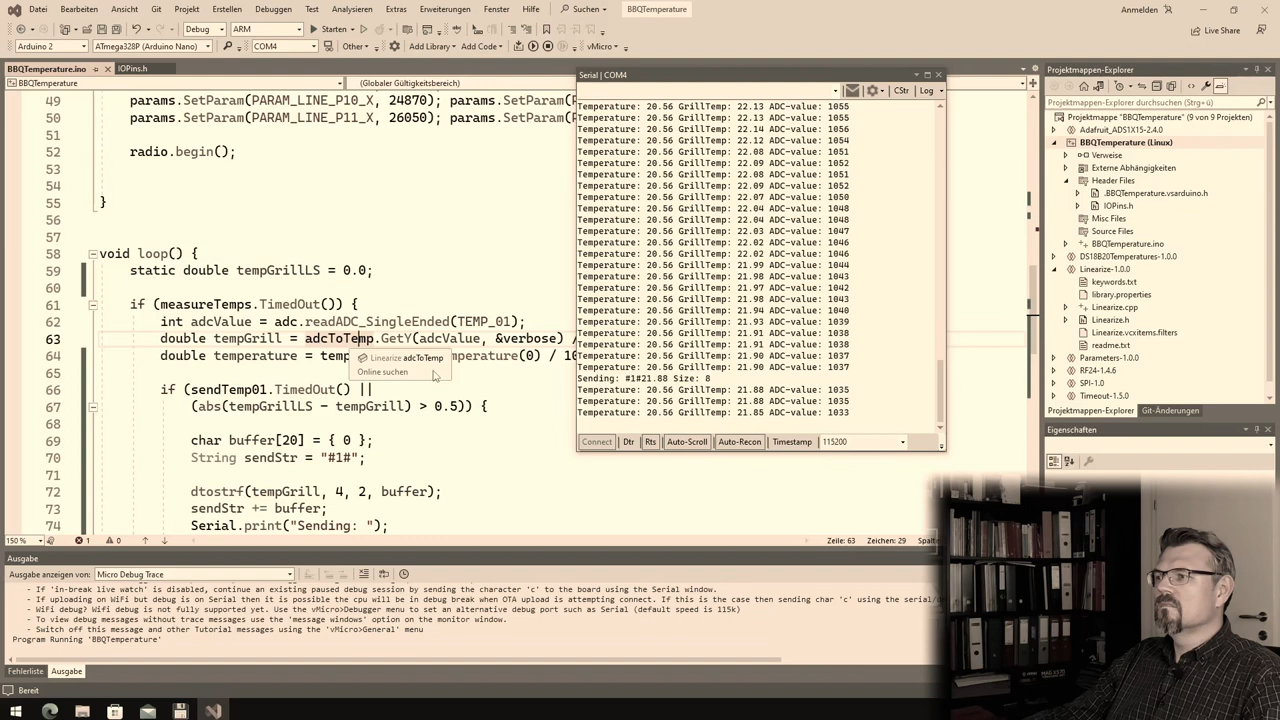 Datei Bearbeiten Ansicht Git Projekt Erstellen Debuggen Test Analysieren Extras Erweiterungen Fenster Hilfe Suchen BBQTemperature Anmelden
Debug ARM Starten Live Share
Arduino 2 ATmega328P (Arduino Nano) COM4 Other Add Library Add Code vMicro
BBQTemperature.ino IOPins.h
BBQTemperature (Globaler Gültigkeitsbereich)
49 params.SetParam(PARAM_LINE_P10_X, 24870); params.SetParam(P
50 params.SetParam(PARAM_LINE_P11_X, 26050); params.SetParam(P
51
52 radio.begin();
53
54
55 }
56
57
58 void loop() {
59 static double tempGrillLS = 0.0;
60
61 if (measureTemps.TimedOut()) {
62 int adcValue = adc.readADC_SingleEnded(TEMP_01);
63 double tempGrill = adcToTemp.GetY(adcValue, &verbose) /
64 double temperature = temp emperature(0) / 10
65
66 if (sendTemp01.TimedOut() ||
67 (abs(tempGrillLS - tempGrill) > 0.5)) {
68
69 char buffer[20] = { 0 };
70 String sendStr = "#1#";
71
72 dtostrf(tempGrill, 4, 2, buffer);
73 sendStr += buffer;
74 Serial.print("Sending: ");
Linearize adcToTemp
Online suchen
150 % 1 0 Zeile: 63 Zeichen: 29 Spalt
Serial | COM4
CStr Log
Temperature: 20.56 GrillTemp: 22.13 ADC-value: 1055
Temperature: 20.56 GrillTemp: 22.13 ADC-value: 1055
Temperature: 20.56 GrillTemp: 22.14 ADC-value: 1056
Temperature: 20.56 GrillTemp: 22.12 ADC-value: 1054
Temperature: 20.56 GrillTemp: 22.08 ADC-value: 1051
Temperature: 20.56 GrillTemp: 22.09 ADC-value: 1052
Temperature: 20.56 GrillTemp: 22.08 ADC-value: 1051
Temperature: 20.56 GrillTemp: 22.09 ADC-value: 1052
Temperature: 20.56 GrillTemp: 22.07 ADC-value: 1050
Temperature: 20.56 GrillTemp: 22.04 ADC-value: 1048
Temperature: 20.56 GrillTemp: 22.04 ADC-value: 1048
Temperature: 20.56 GrillTemp: 22.03 ADC-value: 1047
Temperature: 20.56 GrillTemp: 22.02 ADC-value: 1046
Temperature: 20.56 GrillTemp: 22.02 ADC-value: 1046
Temperature: 20.56 GrillTemp: 21.99 ADC-value: 1044
Temperature: 20.56 GrillTemp: 21.98 ADC-value: 1043
Temperature: 20.56 GrillTemp: 21.97 ADC-value: 1042
Temperature: 20.56 GrillTemp: 21.98 ADC-value: 1043
Temperature: 20.56 GrillTemp: 21.94 ADC-value: 1040
Temperature: 20.56 GrillTemp: 21.93 ADC-value: 1039
Temperature: 20.56 GrillTemp: 21.91 ADC-value: 1038
Temperature: 20.56 GrillTemp: 21.91 ADC-value: 1038
Temperature: 20.56 GrillTemp: 21.90 ADC-value: 1037
Temperature: 20.56 GrillTemp: 21.90 ADC-value: 1037
Sending: #1#21.88 Size: 8
Temperature: 20.56 GrillTemp: 21.88 ADC-value: 1035
Temperature: 20.56 GrillTemp: 21.88 ADC-value: 1035
Temperature: 20.56 GrillTemp: 21.85 ADC-value: 1033
Connect Dtr Rts Auto-Scroll Auto-Recon Timestamp 115200
Projektmappen-Explorer
Projektmappen-Explorer durchsuchen (Strg+ü)
Projektmappe "BBQTemperature" (9 von 9 Projekten)
Adafruit_ADS1X15-2.4.0
BBQTemperature (Linux)
Verweise
Externe Abhängigkeiten
Header Files
.BBQTemperature.vsarduino.h
IOPins.h
Misc Files
Source Files
BBQTemperature.ino
DS18B20Temperatures-1.0.0
Linearize-1.0.0
keywords.txt
library.properties
Linearize.cpp
Linearize.h
Linearize.vcxitems.filters
Parameters-1.0.0
RF24-1.4.6
SPI-1.0
Timeout-1.5.0
Projektmappen-Explorer Git-Änderungen
Eigenschaften
Ausgabe
Ausgabe anzeigen von: Micro Debug Trace
- If 'in-break live watch' is disabled, continue an existing paused debug session by sending the character 'c' to the board using the serial window.
- If uploading on WiFi but debug is on Serial then it is possible the cpu will be in debug break when OTA upload is attempting connect. If this is the case then sending char 'c' using the serial/
- WiFi debug? Wifi debug is not fully supported yet. Use the vMicro>Debugger menu to set an alternative debug port such as Serial (default speed is 115k)
- To view debug messages without trace messages use the 'message windows' option on the monitor window.
- Switch off this message and other Tutorial messages using the 'vMicro>General' menu
Program Running 'BBQTemperature'
Fehlerliste Ausgabe
Bereit